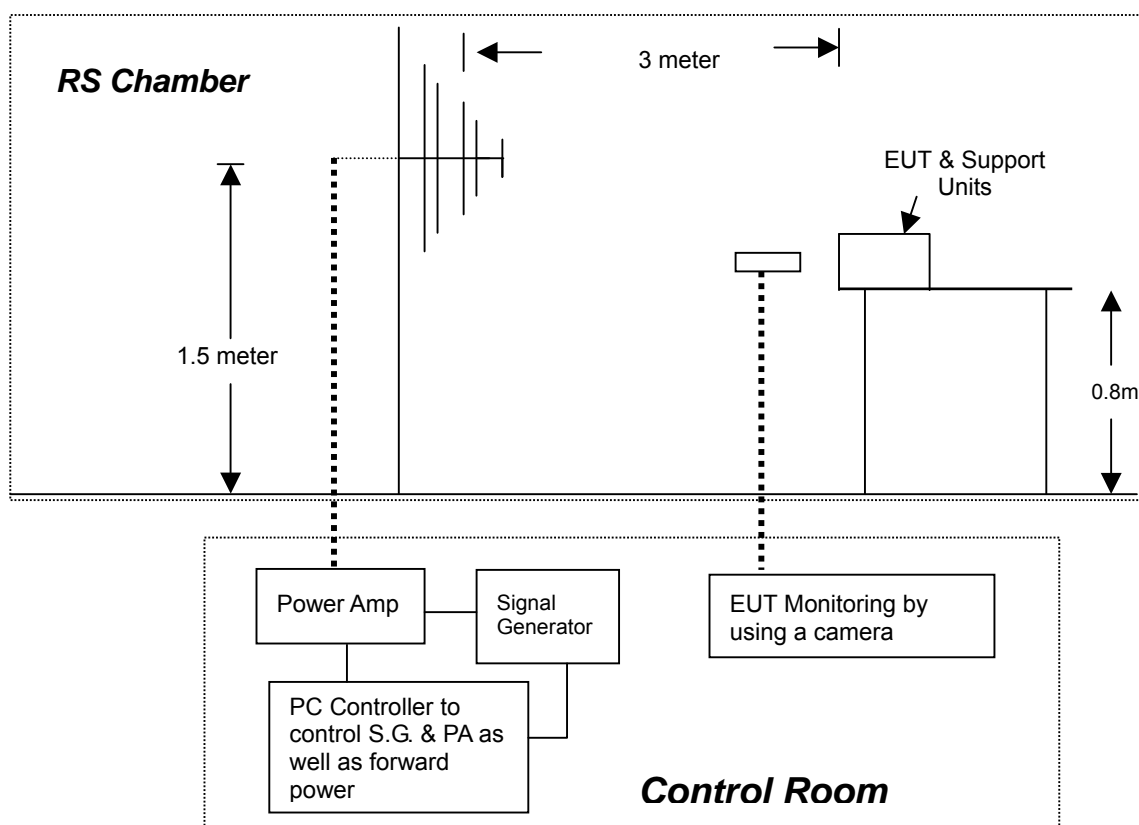 3 meter
RS Chamber
EUT & Support
Units
1.5 meter
0.8m
Power Amp
Signal
Generator
EUT Monitoring by
using a camera
PC Controller to
control S.G. & PA as
well as forward
power
Control Room